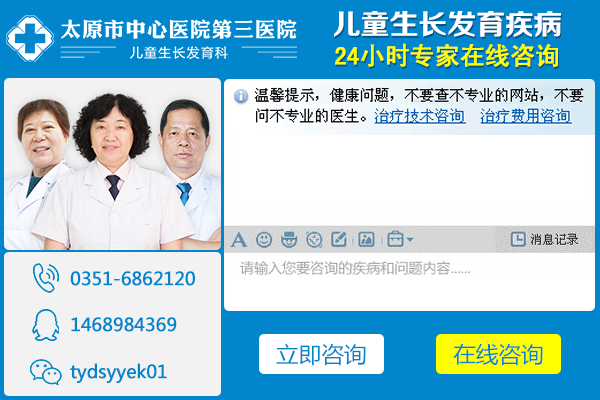 太原市中心医院第三医院
儿童生长发育科
儿童生长发育疾病
24小时专家在线咨询
温馨提示，健康问题，不要查不专业的网站，不要
问不专业的医生。治疗技术咨询 治疗费用咨询
A
消息记录
请输入您要咨询的疾病和问题内容......
0351-6862120
1468984369
tydsyyek01
立即咨询
在线咨询